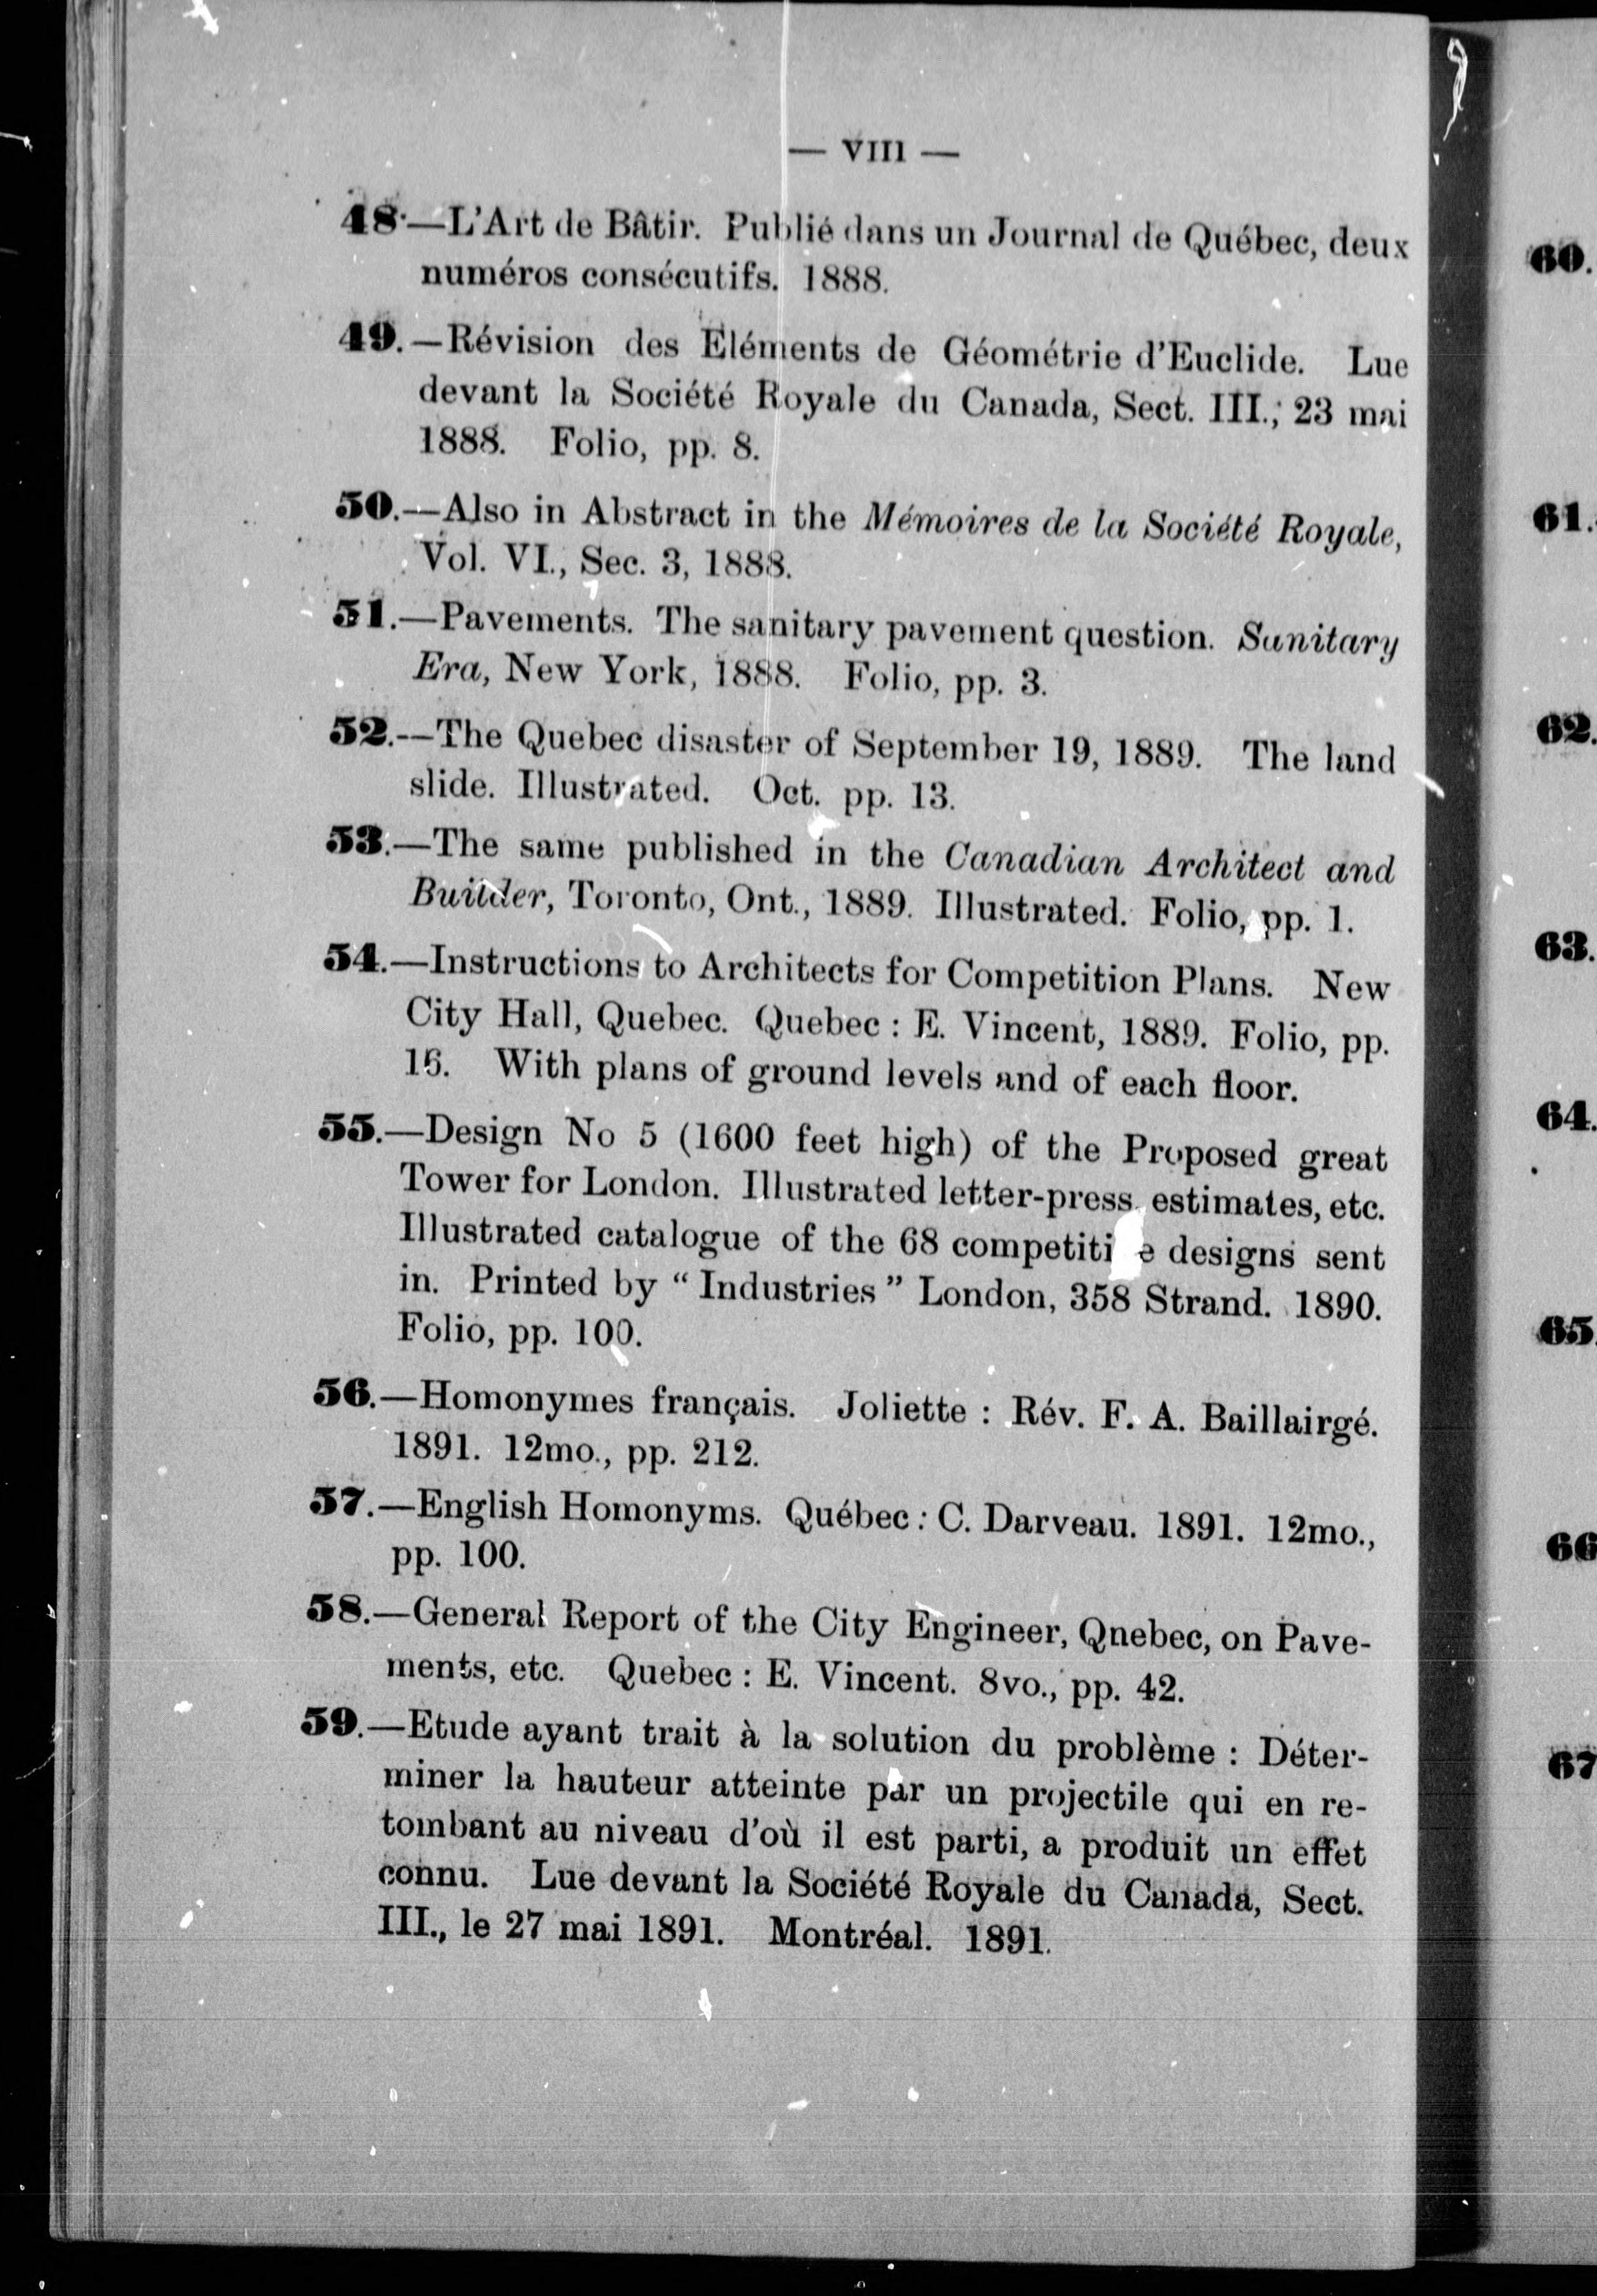 — VIII —
48.—L'Art de Bâtir. Publié dans un Journal de Québec, deux
numéros consécutifs. 1888.
49.—Révision des Eléments de Géométrie d'Euclide. Lue
devant la Société Royale du Canada, Sect. III.; 23 mai
1888. Folio, pp. 8.
50.—Also in Abstract in the Mémoires de la Société Royale,
Vol. VI., Sec. 3, 1888.
51.—Pavements. The sanitary pavement question. Sanitary
Era, New York, 1888. Folio, pp. 3.
52.—The Quebec disaster of September 19, 1889. The land
slide. Illustrated. Oct. pp. 13.
53.—The same published in the Canadian Architect and
Builder, Toronto, Ont., 1889. Illustrated. Folio, pp. 1.
54.—Instructions to Architects for Competition Plans. New
City Hall, Quebec. Quebec : E. Vincent, 1889. Folio, pp.
16. With plans of ground levels and of each floor.
55.—Design No 5 (1600 feet high) of the Proposed great
Tower for London. Illustrated letter-press, estimates, etc.
Illustrated catalogue of the 68 competiti e designs sent
in. Printed by “ Industries ” London, 358 Strand. 1890.
Folio, pp. 100.
56.—Homonymes français. Joliette : Rév. F. A. Baillairgé.
1891. 12mo., pp. 212.
57.—English Homonyms. Québec : C. Darveau. 1891. 12mo.,
pp. 100.
58.—General Report of the City Engineer, Qnebec, on Pave-
ments, etc. Quebec : E. Vincent. 8vo., pp. 42.
59.—Etude ayant trait à la solution du problème : Déter-
miner la hauteur atteinte par un projectile qui en re-
tombant au niveau d'où il est parti, a produit un effet
connu. Lue devant la Société Royale du Canada, Sect.
III., le 27 mai 1891. Montréal. 1891.
60.
61.
62.
63.
64.
65
66
67